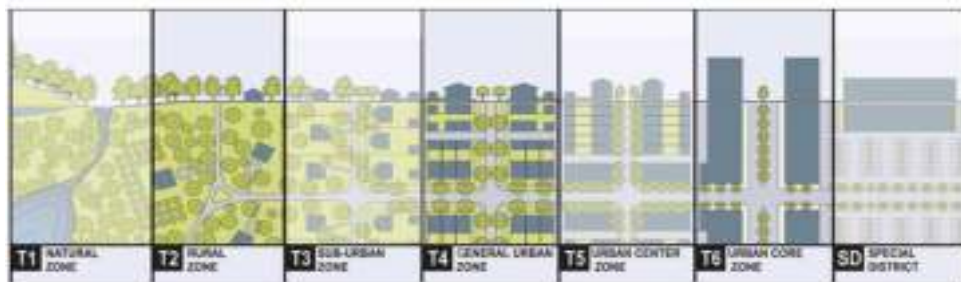 T1 NATURAL
ZONE
T2 RURAL
ZONE
T3 SUB-URBAN
ZONE
T4 GENERAL URBAN
ZONE
T5 URBAN CENTER
ZONE
T6 URBAN CORE
ZONE
SD SPECIAL
DISTRICT